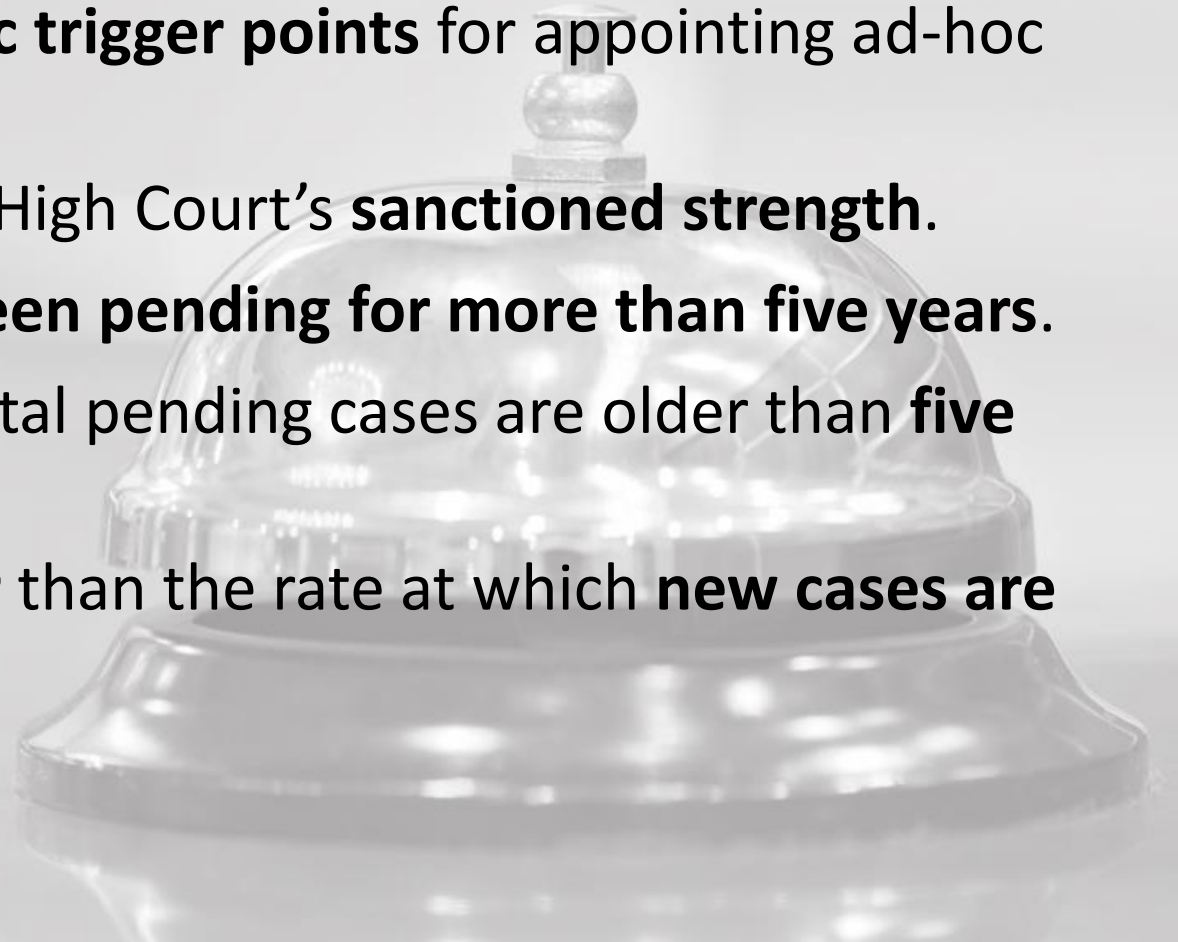 c trigger points for appointing ad-hoc
High Court’s sanctioned strength.
een pending for more than five years.
tal pending cases are older than five
than the rate at which new cases are